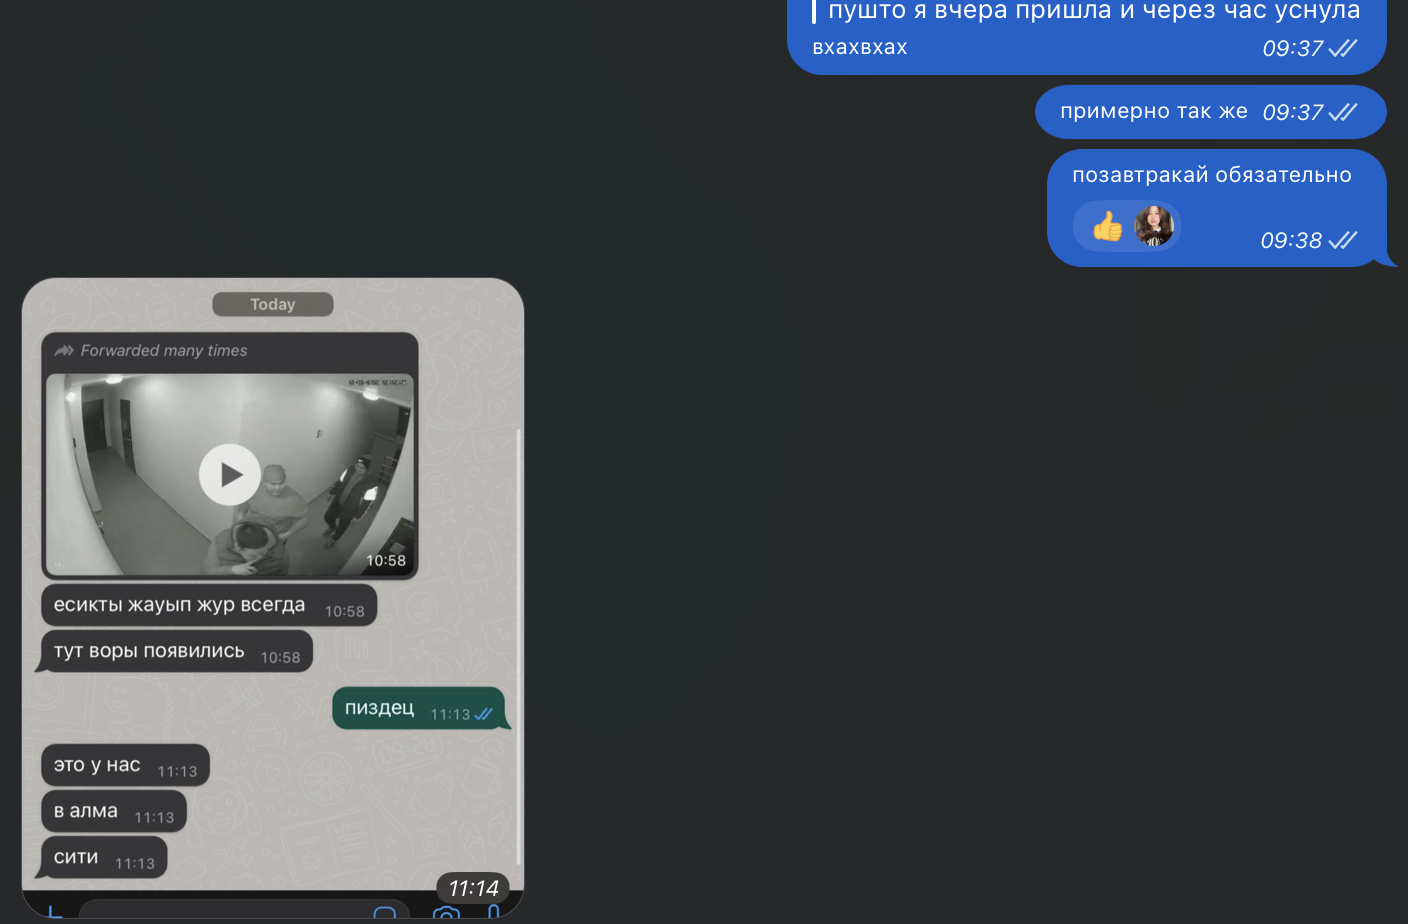 пушто я вчера пришла и через час уснула
вхахвхах 09:37
примерно так же 09:37
позавтракай обязательно
09:38
Today
Forwarded many times
10:58
есикты жауып жур всегда 10:58
тут воры появились 10:58
пиздец 11:13
это у нас 11:13
в алма 11:13
сити 11:13
11:14